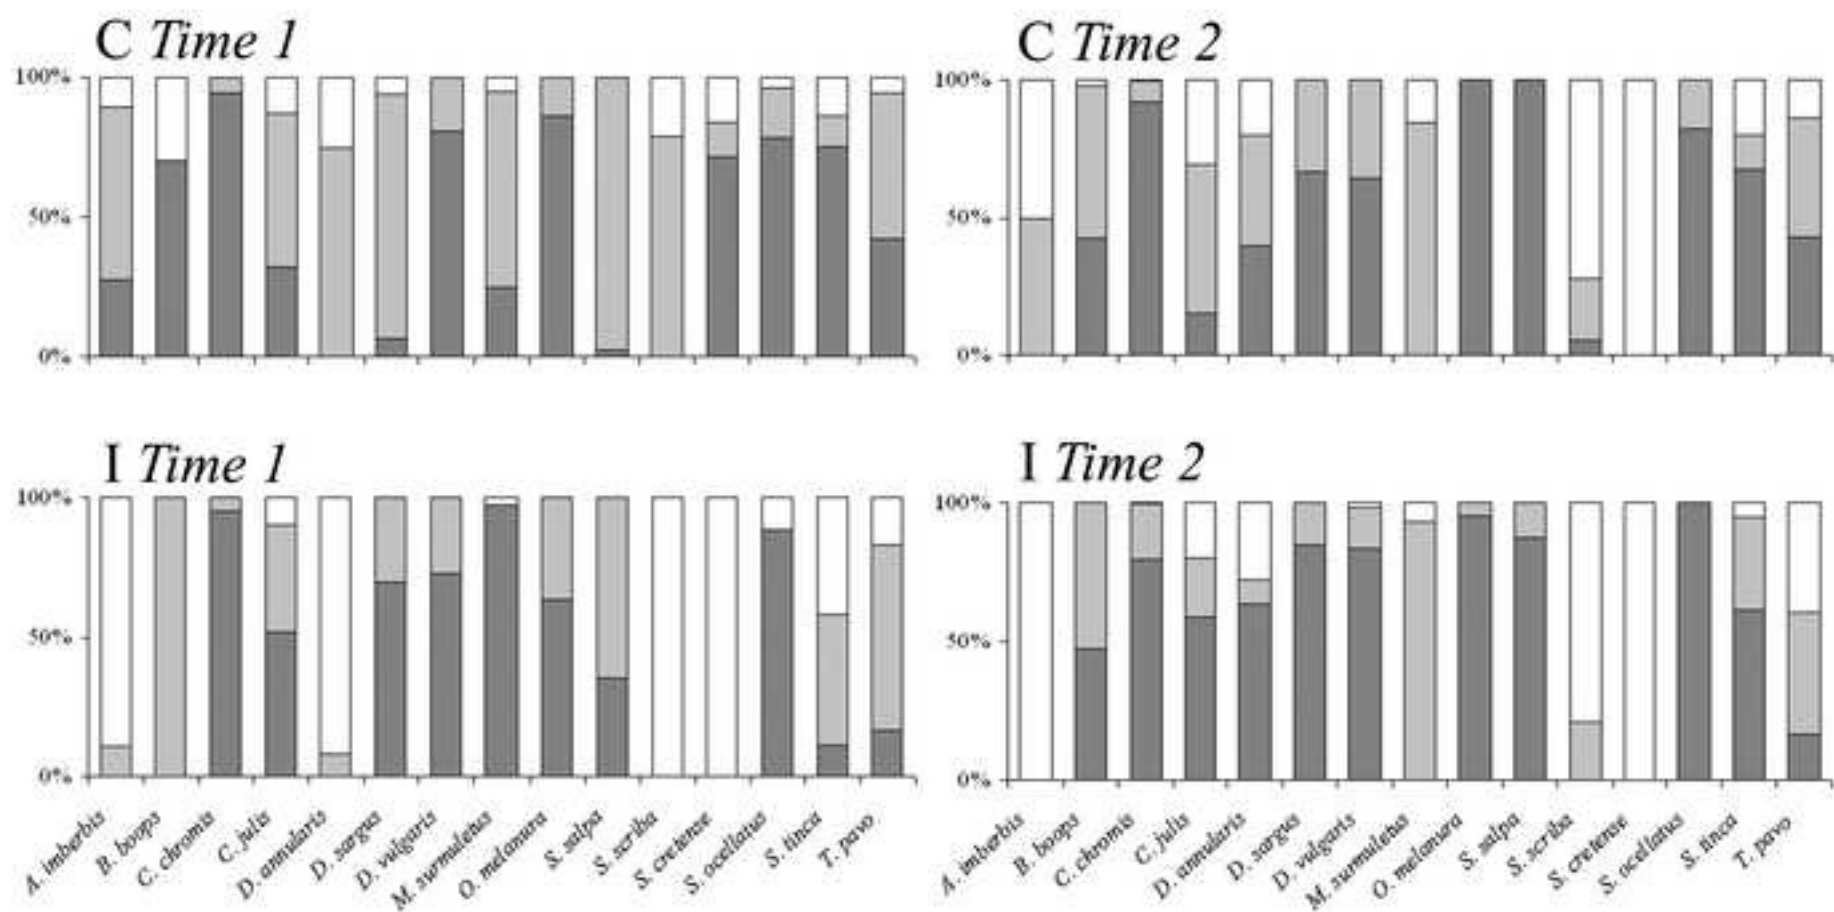 C Time 1
100%
50%
0%
C Time 2
100%
50%
0%
I Time 1
100%
50%
0%
A. imberbis
B. boops
C. chromis
C. julis
D. annularis
D. sargus
D. vulgaris
M. surmuletus
O. melanura
S. salpa
S. scriba
S. cretense
S. ocellatus
S. tinca
T. pavo
I Time 2
100%
50%
0%
A. imberbis
B. boops
C. chromis
C. julis
D. annularis
D. sargus
D. vulgaris
M. surmuletus
O. melanura
S. salpa
S. scriba
S. cretense
S. ocellatus
S. tinca
T. pavo